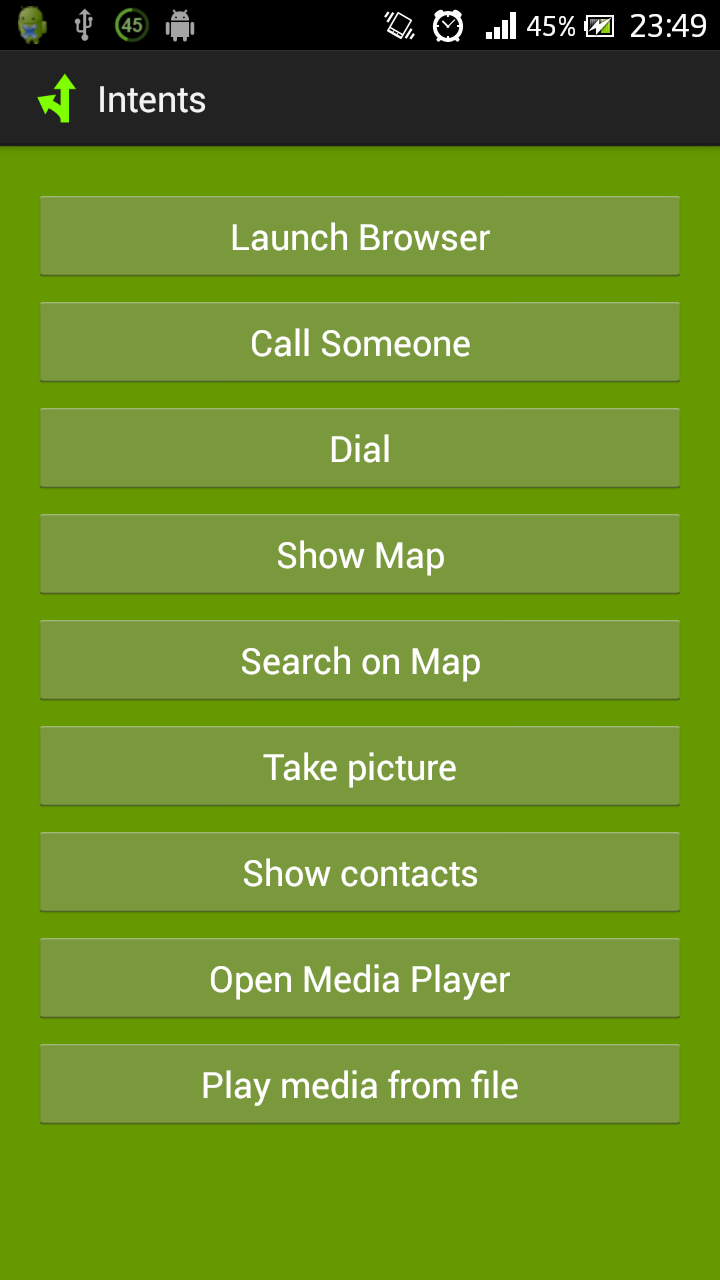 45 45% 23:49
Intents
Launch Browser
Call Someone
Dial
Show Map
Search on Map
Take picture
Show contacts
Open Media Player
Play media from file